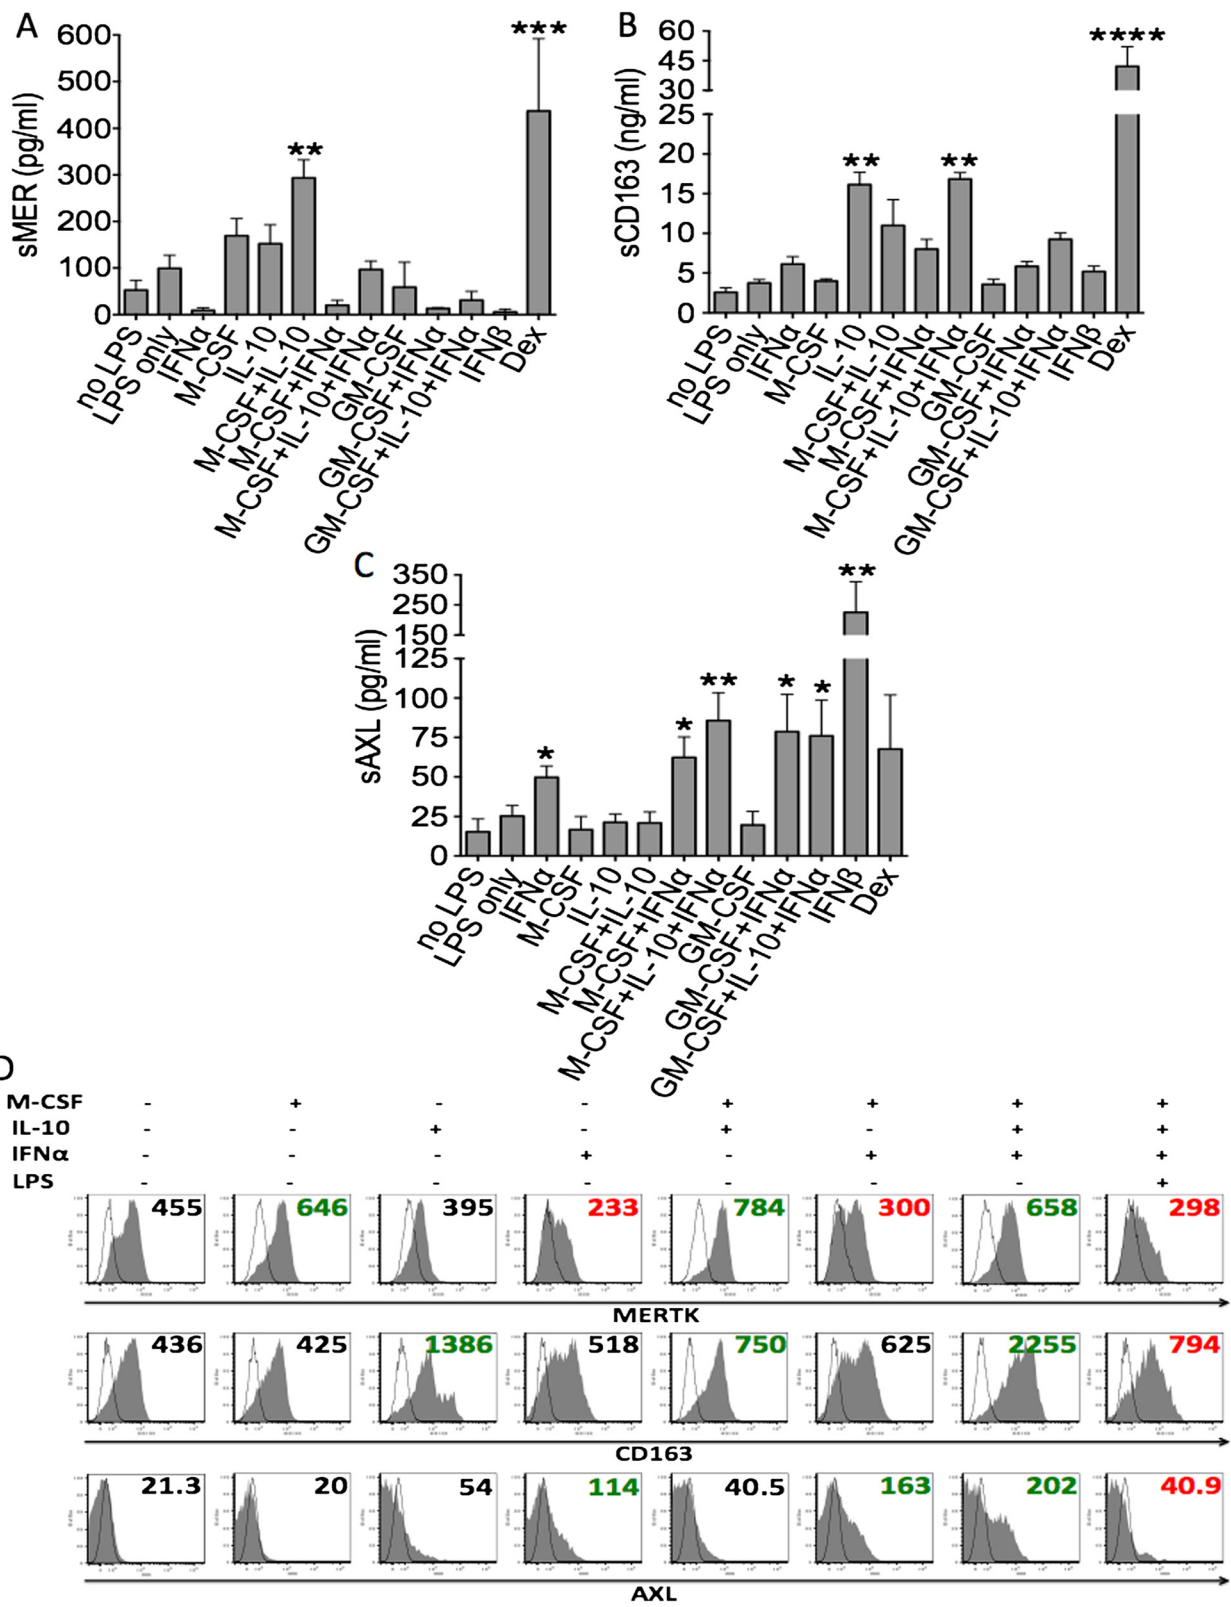 A
sMER (pg/ml)
600
500
400
300
200
100
0
**
***
no LPS
LPS only
IFNα
M-CSF
IL-10
M-CSF+IL-10
M-CSF+IFNα
M-CSF+IL-10+IFNα
GM-CSF
GM-CSF+IFNα
GM-CSF+IL-10+IFNα
IFNβ
Dex
B
sCD163 (ng/ml)
60
45
30
25
20
15
10
5
0
**
**
****
no LPS
LPS only
IFNα
M-CSF
IL-10
M-CSF+IL-10
M-CSF+IFNα
M-CSF+IL-10+IFNα
GM-CSF
GM-CSF+IFNα
GM-CSF+IL-10+IFNα
IFNβ
Dex
C
sAXL (pg/ml)
350
250
150
125
100
75
50
25
0
*
*
**
*
*
**
no LPS
LPS only
IFNα
M-CSF
IL-10
M-CSF+IL-10
M-CSF+IFNα
M-CSF+IL-10+IFNα
GM-CSF
GM-CSF+IFNα
GM-CSF+IL-10+IFNα
IFNβ
Dex
D
M-CSF - + - - + + + +
IL-10 - - + - + - + +
IFNα - - - + - + + +
LPS - - - - - - - +
455 646 395 233 784 300 658 298
MERTK
436 425 1386 518 750 625 2255 794
CD163
21.3 20 54 114 40.5 163 202 40.9
AXL